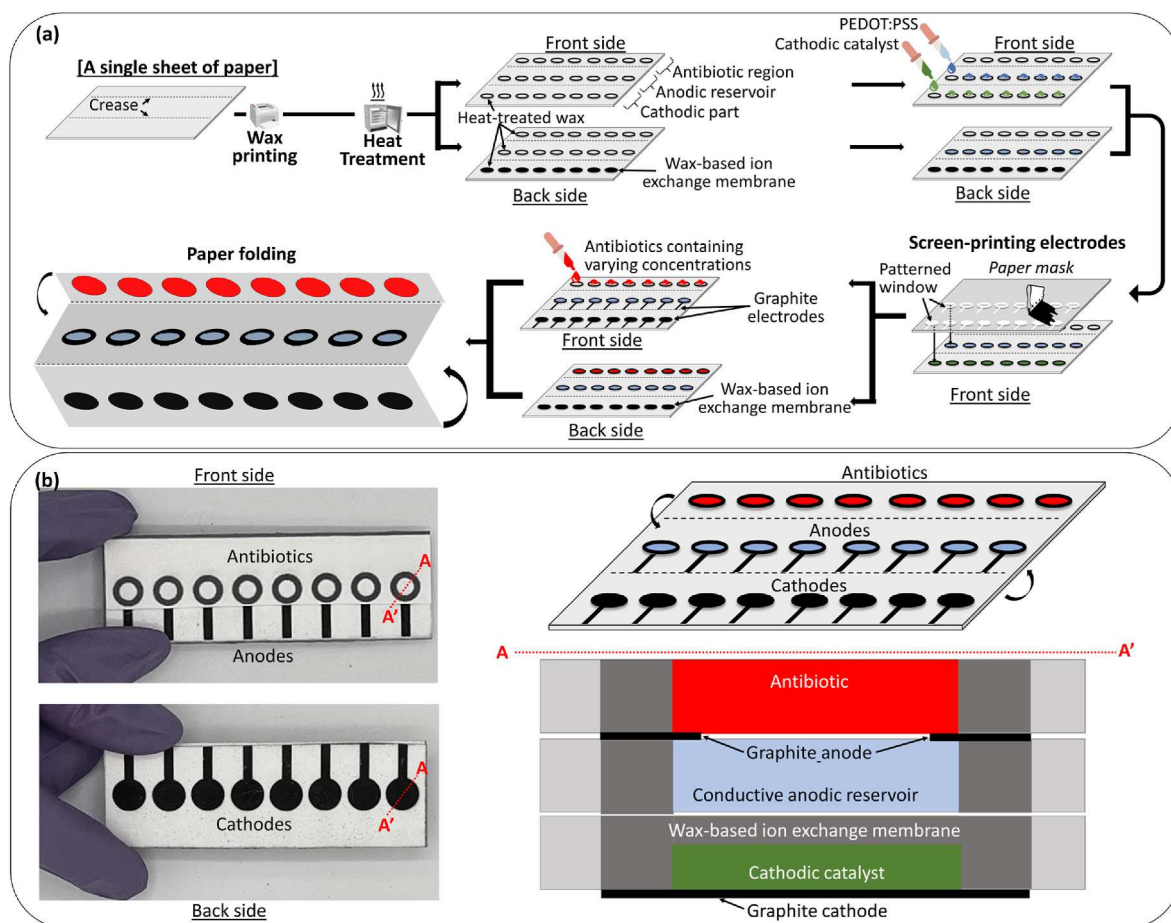 (a)
[A single sheet of paper]
Crease
Wax
printing
Heat
Treatment
Front side
Antibiotic region
Anodic reservoir
Cathodic part
Heat-treated wax
Wax-based ion
exchange membrane
Back side
PEDOT:PSS
Cathodic catalyst
Front side
Back side
Screen-printing electrodes
Paper mask
Patterned
window
Front side
Antibiotics containing
varying concentrations
Graphite
electrodes
Front side
Wax-based ion
exchange membrane
Back side
Paper folding
(b)
Front side
Antibiotics
A
A'
Anodes
A
A'
Cathodes
Back side
Antibiotics
Anodes
Cathodes
A
A'
Antibiotic
Graphite anode
Conductive anodic reservoir
Wax-based ion exchange membrane
Cathodic catalyst
Graphite cathode